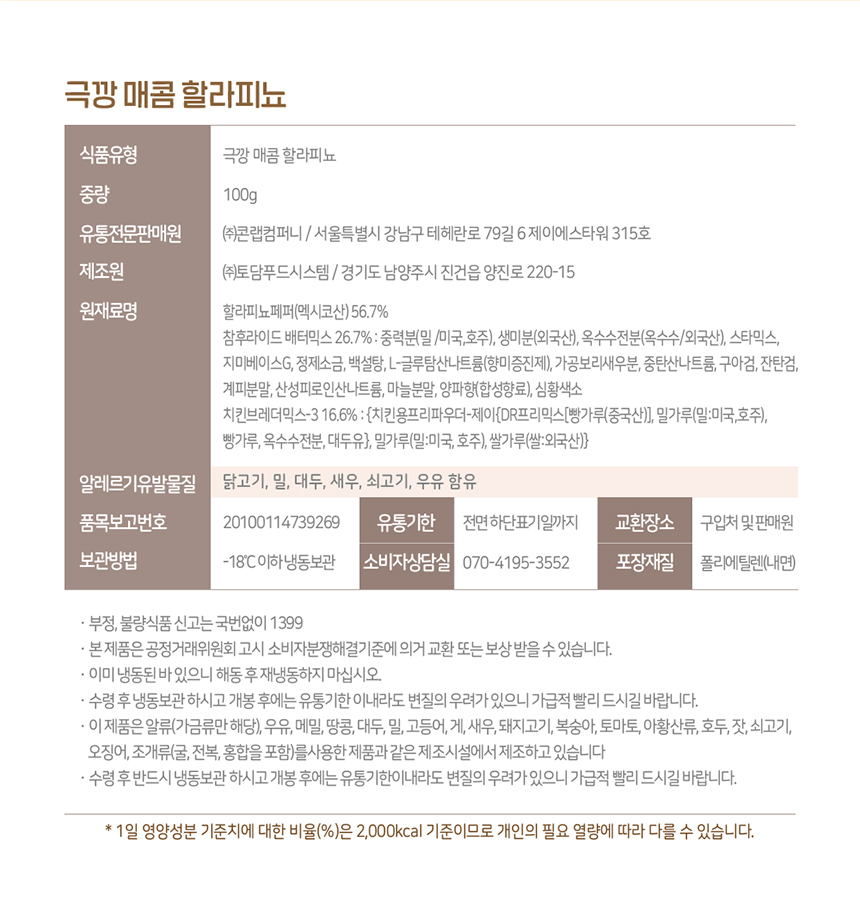 극깡 매콤 할라피뇨
식품유형 극깡 매콤 할라피뇨
중량 100g
유통전문판매원 ㈜콘랩컴퍼니 / 서울특별시 강남구 테헤란로 79길 6 제이에스타워 315호
제조원 ㈜토담푸드시스템 / 경기도 남양주시 진건읍 양진로 220-15
원재료명 할라피뇨페퍼(멕시코산) 56.7%
참후라이드 배터믹스 26.7% : 중력분(밀 /미국,호주), 생미분(외국산), 옥수수전분(옥수수/외국산), 스타믹스,
지미베이스G, 정제소금, 백설탕, L-글루탐산나트륨(향미증진제), 가공보리새우분, 중탄산나트륨, 구아검, 잔탄검,
계피분말, 산성피로인산나트륨, 마늘분말, 양파향(합성향료), 심황색소
치킨브레더믹스-3 16.6% : {치킨용프리파우더-제이{DR프리믹스[빵가루(중국산)], 밀가루(밀:미국,호주),
빵가루, 옥수수전분, 대두유}, 밀가루(밀:미국, 호주), 쌀가루(쌀:외국산)}
알레르기유발물질 닭고기, 밀, 대두, 새우, 쇠고기, 우유 함유
품목보고번호 20100114739269 유통기한 전면 하단표기일까지 교환장소 구입처 및 판매원
보관방법 -18℃ 이하 냉동보관 소비자상담실 070-4195-3552 포장재질 폴리에틸렌(내면)
· 부정, 불량식품 신고는 국번없이 1399
· 본 제품은 공정거래위원회 고시 소비자분쟁해결기준에 의거 교환 또는 보상 받을 수 있습니다.
· 이미 냉동된 바 있으니 해동 후 재냉동하지 마십시오.
· 수령 후 냉동보관 하시고 개봉 후에는 유통기한 이내라도 변질의 우려가 있으니 가급적 빨리 드시길 바랍니다.
· 이 제품은 알류(가금류만 해당), 우유, 메밀, 땅콩, 대두, 밀, 고등어, 게, 새우, 돼지고기, 복숭아, 토마토, 아황산류, 호두, 잣, 쇠고기,
오징어, 조개류(굴, 전복, 홍합을 포함)를사용한 제품과 같은 제조시설에서 제조하고 있습니다
· 수령 후 반드시 냉동보관 하시고 개봉 후에는 유통기한이내라도 변질의 우려가 있으니 가급적 빨리 드시길 바랍니다.
* 1일 영양성분 기준치에 대한 비율(%)은 2,000kcal 기준이므로 개인의 필요 열량에 따라 다를 수 있습니다.